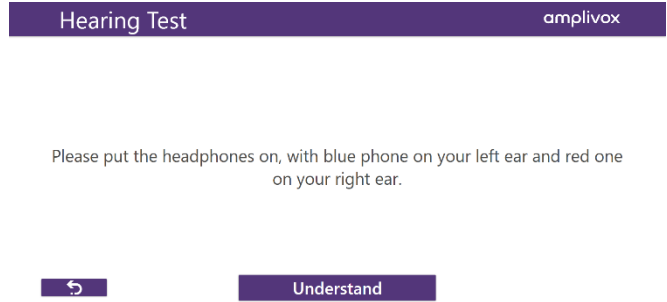 Hearing Test
amplivox
Please put the headphones on, with blue phone on your left ear and red one
on your right ear.
Understand